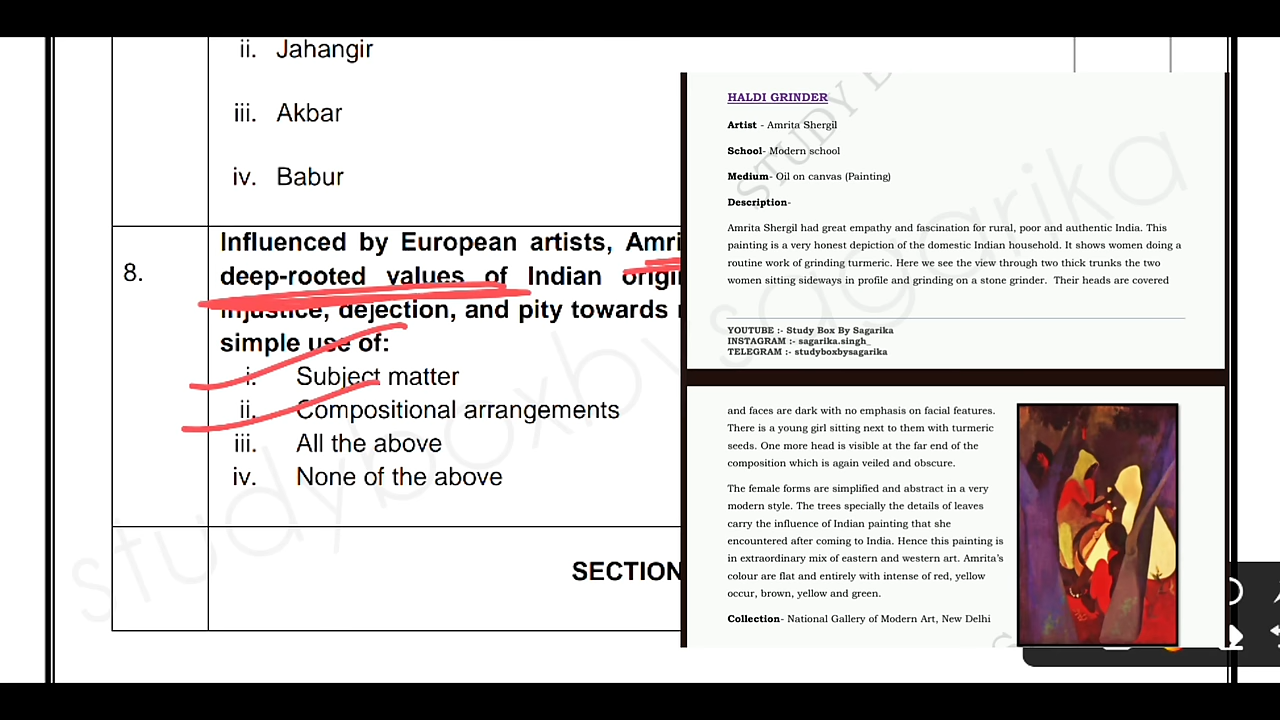 ii. Jahangir
iii. Akbar
iv. Babur
8.
Influenced by European artists, Amri
deep-rooted values of Indian origi
injustice, dejection, and pity towards
simple use of:
i. Subject matter
ii. Compositional arrangements
iii. All the above
iv. None of the above
SECTION
HALDI GRINDER
Artist - Amrita Shergil
School- Modern school
Medium- Oil on canvas (Painting)
Description-
Amrita Shergil had great empathy and fascination for rural, poor and authentic India. This
painting is a very honest depiction of the domestic Indian household. It shows women doing a
routine work of grinding turmeric. Here we see the view through two thick trunks the two
women sitting sideways in profile and grinding on a stone grinder. Their heads are covered
YOUTUBE :- Study Box By Sagarika
INSTAGRAM :- sagarika.singh_
TELEGRAM :- studyboxbysagarika
and faces are dark with no emphasis on facial features.
There is a young girl sitting next to them with turmeric
seeds. One more head is visible at the far end of the
composition which is again veiled and obscure.
The female forms are simplified and abstract in a very
modern style. The trees specially the details of leaves
carry the influence of Indian painting that she
encountered after coming to India. Hence this painting is
in extraordinary mix of eastern and western art. Amrita's
colour are flat and entirely with intense of red, yellow
occur, brown, yellow and green.
Collection- National Gallery of Modern Art, New Delhi
studyboxbysagarika